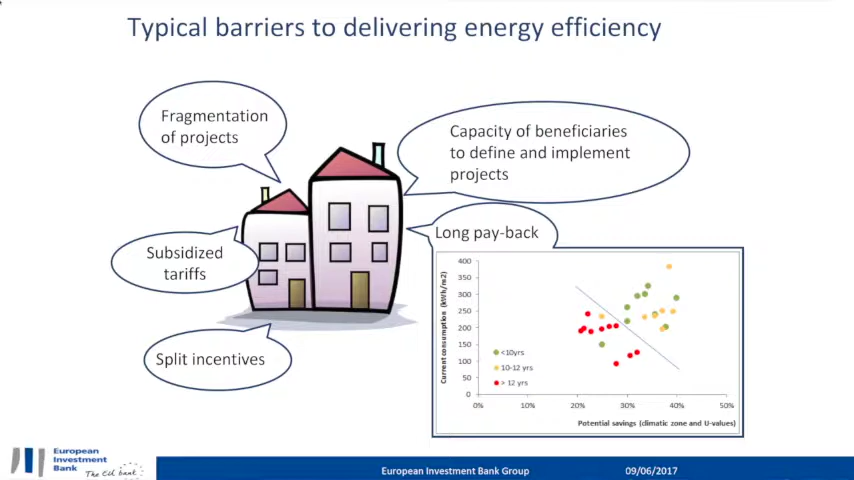 Typical barriers to delivering energy efficiency
Fragmentation
of projects
Capacity of beneficiaries
to define and implement
projects
Long pay-back
Subsidized
tariffs
Split incentives
Current consumption (kWh/m2)
400
350
300
250
200
150
100
50
0
<10yrs
10-12 yrs
> 12 yrs
0%
10%
20%
30%
40%
50%
Potential savings (climatic zone and U-values)
European
Investment
Bank
The EU bank
European Investment Bank Group
09/06/2017